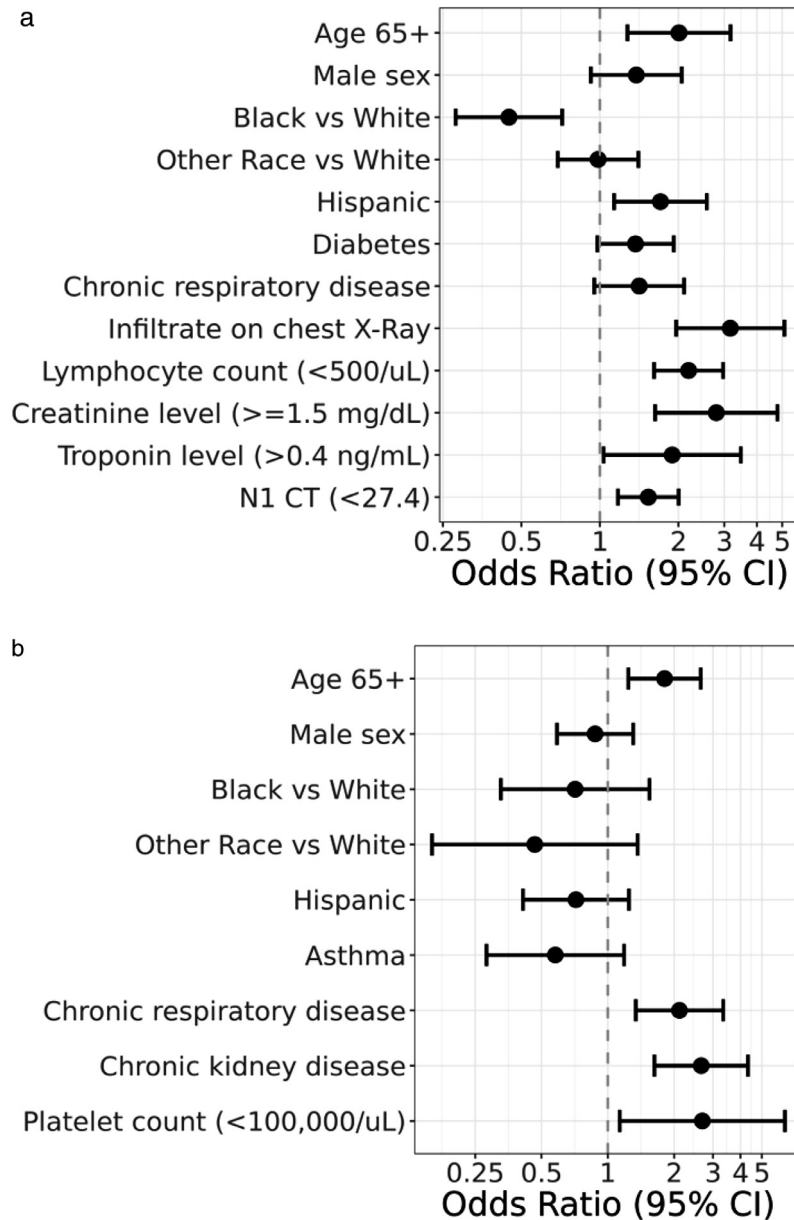 a
Age 65+
Male sex
Black vs White
Other Race vs White
Hispanic
Diabetes
Chronic respiratory disease
Infiltrate on chest X-Ray
Lymphocyte count (<500/uL)
Creatinine level (>=1.5 mg/dL)
Troponin level (>0.4 ng/mL)
N1 CT (<27.4)
0.25 0.5 1 2 3 4 5
Odds Ratio (95% CI)
b
Age 65+
Male sex
Black vs White
Other Race vs White
Hispanic
Asthma
Chronic respiratory disease
Chronic kidney disease
Platelet count (<100,000/uL)
0.25 0.5 1 2 3 4 5
Odds Ratio (95% CI)